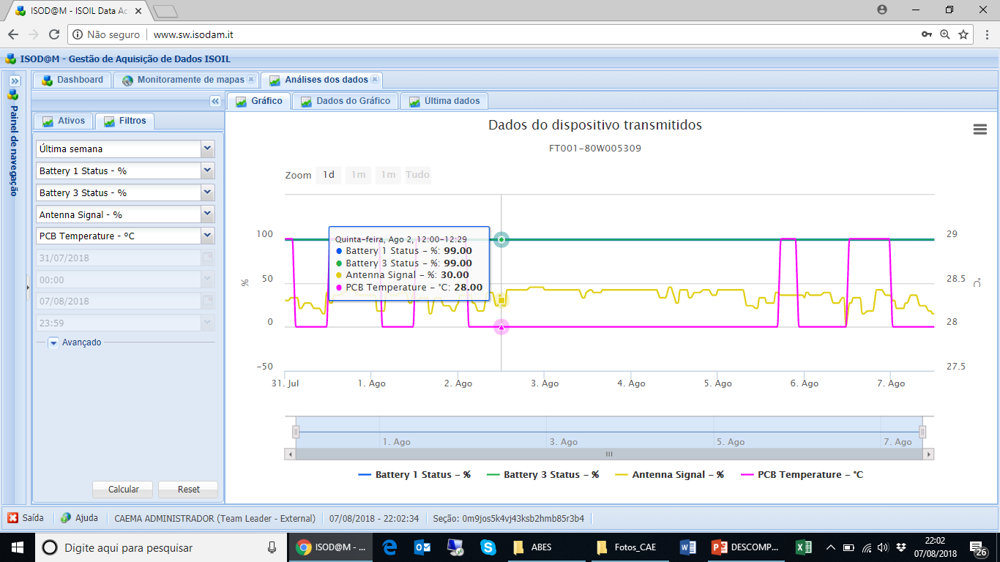 ISOD@M - ISOIL Data Ac
Não seguro
www.sw.isodam.it
ISOD@M - Gestão de Aquisição de Dados ISOIL
Dashboard
Monitoramente de mapas
Análises dos dados
Painel de navegação
Gráfico
Dados do Gráfico
Última dados
Ativos
Filtros
Última semana
Battery 1 Status - %
Battery 3 Status - %
Antenna Signal - %
PCB Temperature - °C
31/07/2018
00:00
07/08/2018
23:59
Avançado
Calcular
Reset
Dados do dispositivo transmitidos
FT001-80W005309
Zoom 1d 1m 1m Tudo
100
50
0
-50
%
29
28.5
28
27.5
°C
Quinta-feira, Ago 2, 12:00-12:29
Battery 1 Status - %: 99.00
Battery 3 Status - %: 99.00
Antenna Signal - %: 30.00
PCB Temperature - °C: 28.00
31. Jul 1. Ago 2. Ago 3. Ago 4. Ago 5. Ago 6. Ago 7. Ago
1. Ago 3. Ago 5. Ago 7. Ago
Battery 1 Status - % Battery 3 Status - % Antenna Signal - % PCB Temperature - °C
Saída
Ajuda
CAEMA ADMINISTRADOR (Team Leader - External)
07/08/2018 - 22:02:34
Seção: 0m9jos5k4vj43ksb2hmb85r3b4
Digite aqui para pesquisar
ISOD@M - ...
ABES
Fotos_CAE
DESCOMP...
22:02
07/08/2018
26